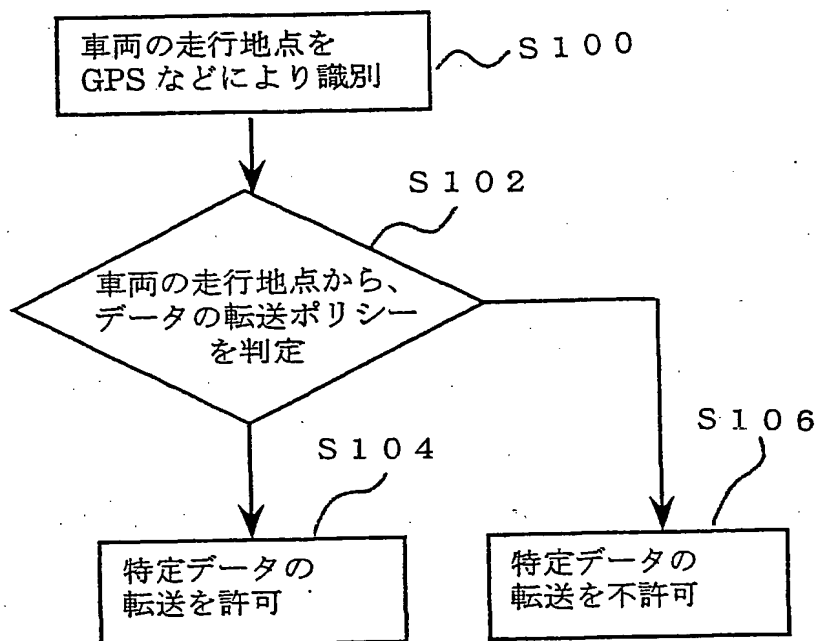 車両の走行地点を
GPSなどにより識別
S100
S102
車両の走行地点から、
データの転送ポリシー
を判定
S104
S106
特定データの
転送を許可
特定データの
転送を不許可